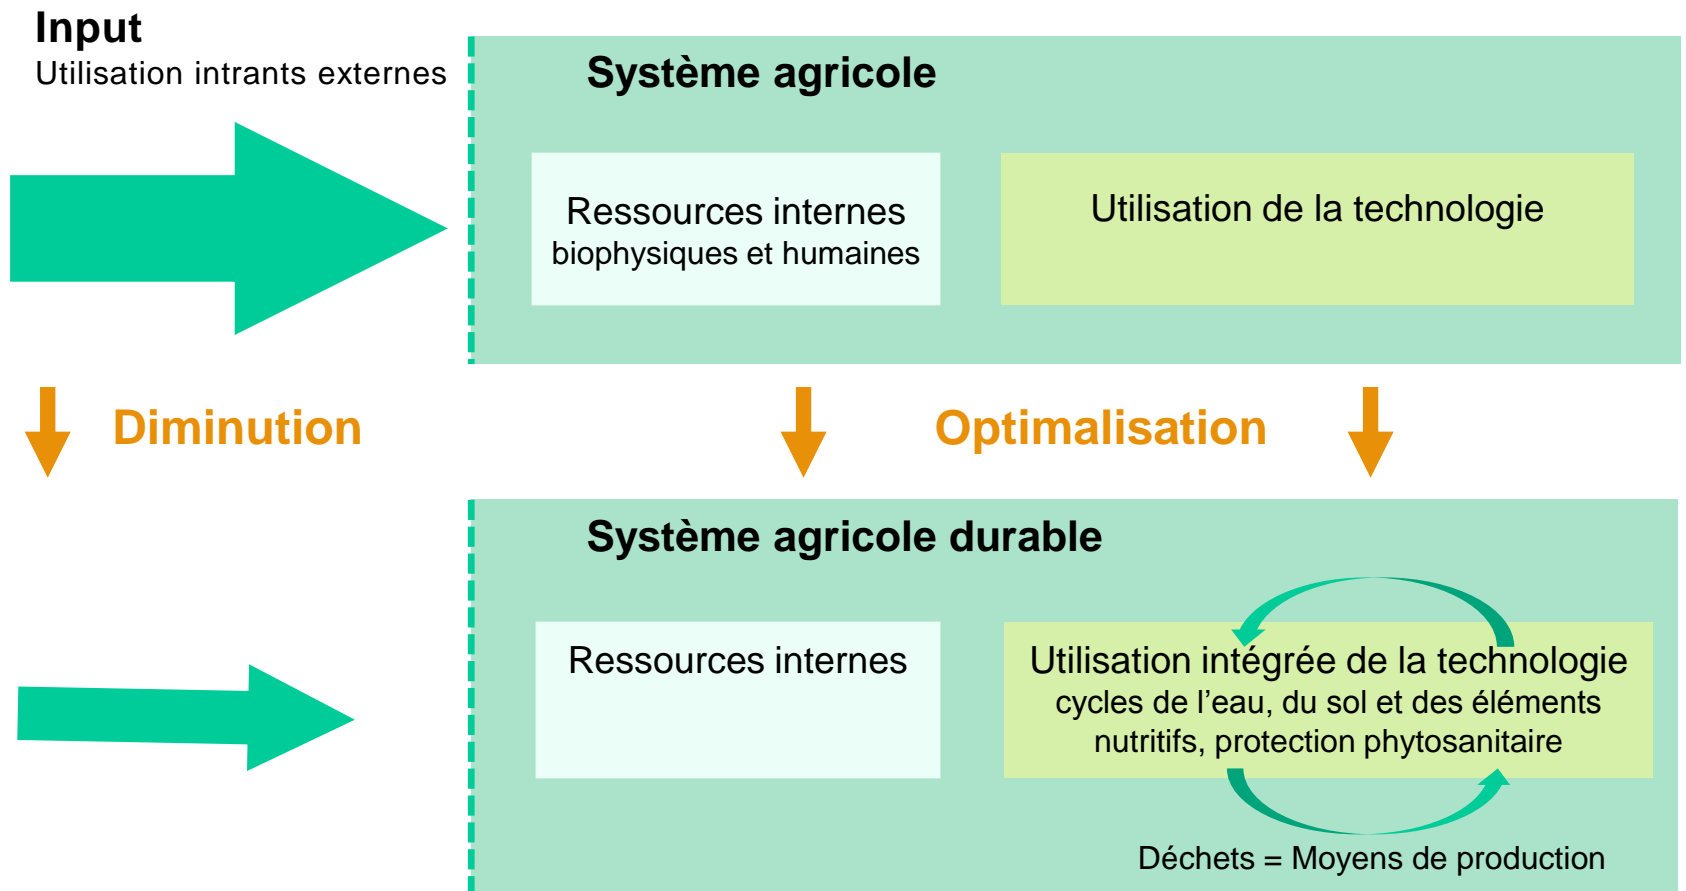 Input
Utilisation intrants externes
Système agricole
Ressources internes
biophysiques et humaines
Utilisation de la technologie
Diminution
Optimalisation
Système agricole durable
Ressources internes
Utilisation intégrée de la technologie
cycles de l’eau, du sol et des éléments
nutritifs, protection phytosanitaire
Déchets = Moyens de production